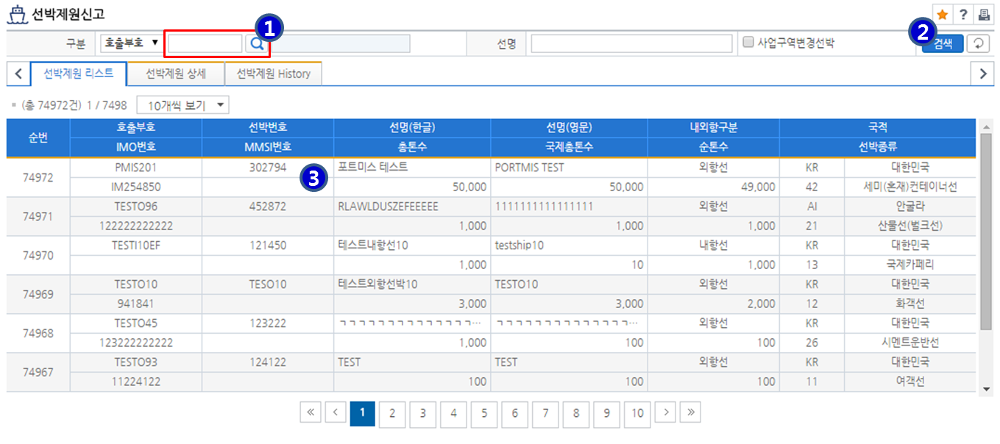 선박제원신고
?
구분 호출부호 ▼ 1 선명 사업구역변경선박 2 검색
선박제원 리스트 선박제원 상세 선박제원 History
(총 74972건) 1 / 7498 10개씩 보기
순번 호출부호 선박번호 선명(한글) 선명(영문) 내외항구분 국적
IMO번호 MMSI번호 총톤수 국제총톤수 순톤수 선박종류
74972 PMIS201 302794 3 포트미스 테스트 PORTMIS TEST 외항선 KR 대한민국
IM254850 50,000 50,000 49,000 42 세미(혼재)컨테이너선
74971 TESTO96 452872 RLAWLDUSZEFEEEEE 1111111111111111 외항선 AI 안굴라
122222222222 1,000 1,000 1,000 21 산물선(벌크선)
74970 TESTI10EF 121450 테스트내항선10 testship10 내항선 KR 대한민국
1,000 10 1,000 13 국제카페리
74969 TESTO10 TESO10 테스트외항선박10 TESTO10 외항선 KR 대한민국
941841 3,000 3,000 2,000 12 화객선
74968 TESTO45 123222 ㄱㄱㄱㄱㄱㄱㄱㄱㄱㄱㄱㄱㄱㄱ… ㄱㄱㄱㄱㄱㄱㄱㄱㄱㄱㄱㄱㄱㄱ… 외항선 KR 대한민국
123222222222 1,000 100 100 26 시멘트운반선
74967 TESTO93 124122 TEST TEST 외항선 KR 대한민국
11224122 100 100 100 11 여객선
« < 1 2 3 4 5 6 7 8 9 10 > »